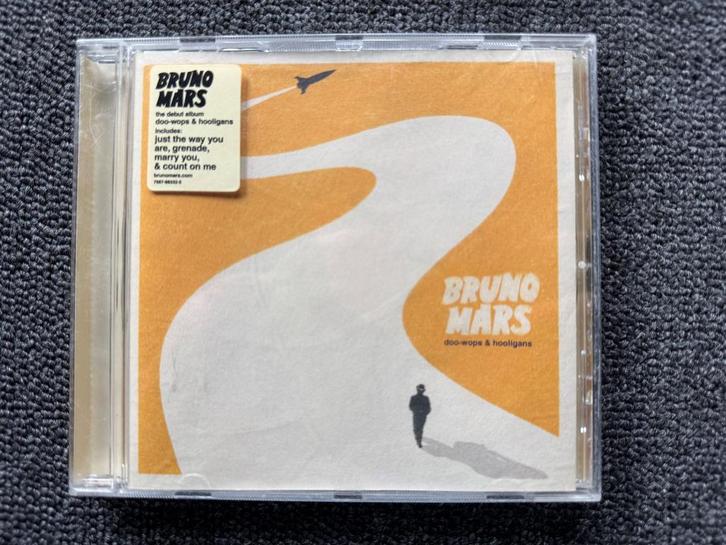 BRUNO
MARS
the debut album
doo-wops & hooligans
includes:
just the way you
are, grenade,
marry you,
& count on me
brunomars.com
BRUNO
MARS
doo-wops & hooligans